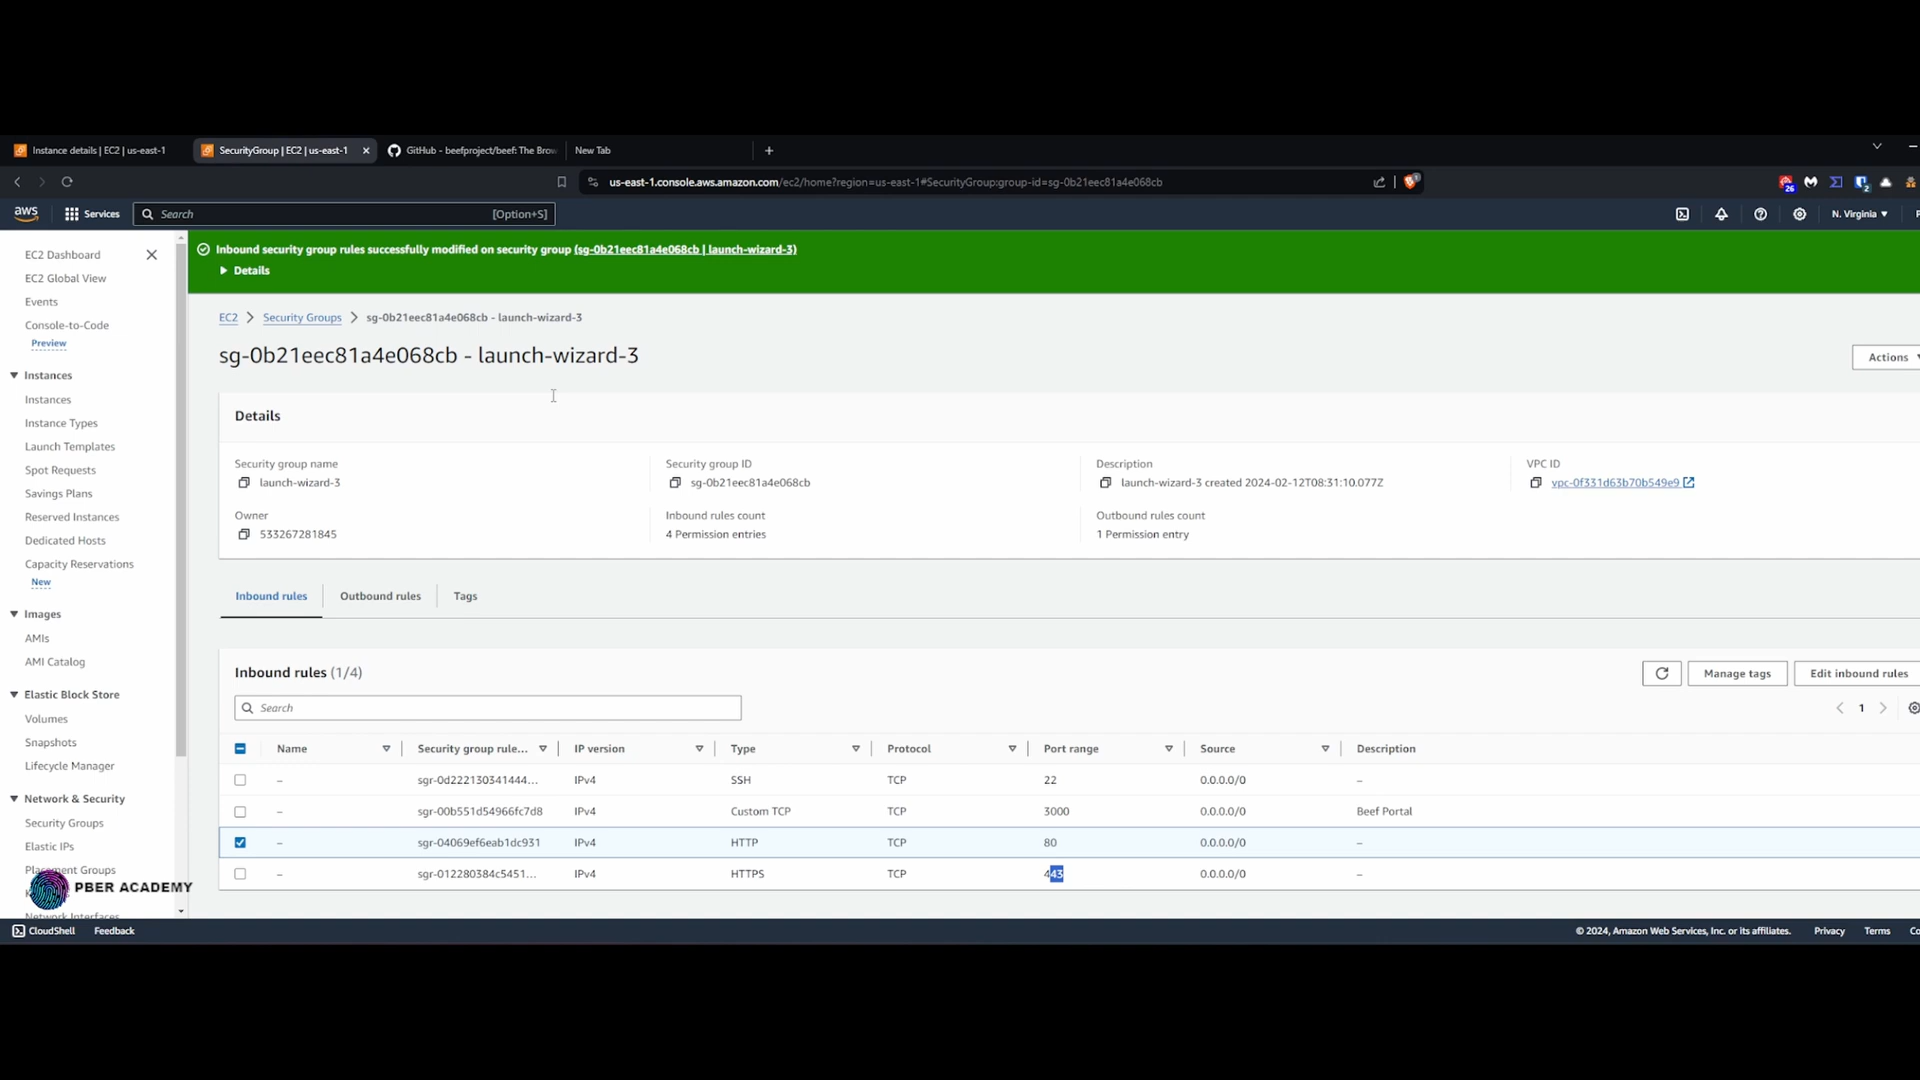 Instance details | EC2 | us-east-1
SecurityGroup | EC2 | us-east-1
GitHub - beefproject/beef: The Brow
New Tab
us-east-1.console.aws.amazon.com/ec2/home?region=us-east-1#SecurityGroup:group-id=sg-0b21eec81a4e068cb
26
2
aws
Services
Search
[Option+S]
N. Virginia
EC2 Dashboard
EC2 Global View
Events
Console-to-Code
Preview
Instances
Instances
Instance Types
Launch Templates
Spot Requests
Savings Plans
Reserved Instances
Dedicated Hosts
Capacity Reservations
New
Images
AMIs
AMI Catalog
Elastic Block Store
Volumes
Snapshots
Lifecycle Manager
Network & Security
Security Groups
Elastic IPs
Placement Groups
Network Interfaces
PBER ACADEMY
Inbound security group rules successfully modified on security group (sg-0b21eec81a4e068cb | launch-wizard-3)
Details
EC2 > Security Groups > sg-0b21eec81a4e068cb - launch-wizard-3
sg-0b21eec81a4e068cb - launch-wizard-3
Actions
Details
Security group name
launch-wizard-3
Security group ID
sg-0b21eec81a4e068cb
Description
launch-wizard-3 created 2024-02-12T08:31:10.077Z
VPC ID
vpc-0f331d63b70b549e9
Owner
533267281845
Inbound rules count
4 Permission entries
Outbound rules count
1 Permission entry
Inbound rules
Outbound rules
Tags
Inbound rules (1/4)
Manage tags
Edit inbound rules
Search
1
Name Security group rule... IP version Type Protocol Port range Source Description
– sgr-0d222130341444... IPv4 SSH TCP 22 0.0.0.0/0 –
– sgr-00b551d54966fc7d8 IPv4 Custom TCP TCP 3000 0.0.0.0/0 Beef Portal
– sgr-04069ef6eab1dc931 IPv4 HTTP TCP 80 0.0.0.0/0 –
– sgr-012280384c5451... IPv4 HTTPS TCP 443 0.0.0.0/0 –
CloudShell
Feedback
© 2024, Amazon Web Services, Inc. or its affiliates.
Privacy
Terms
Co